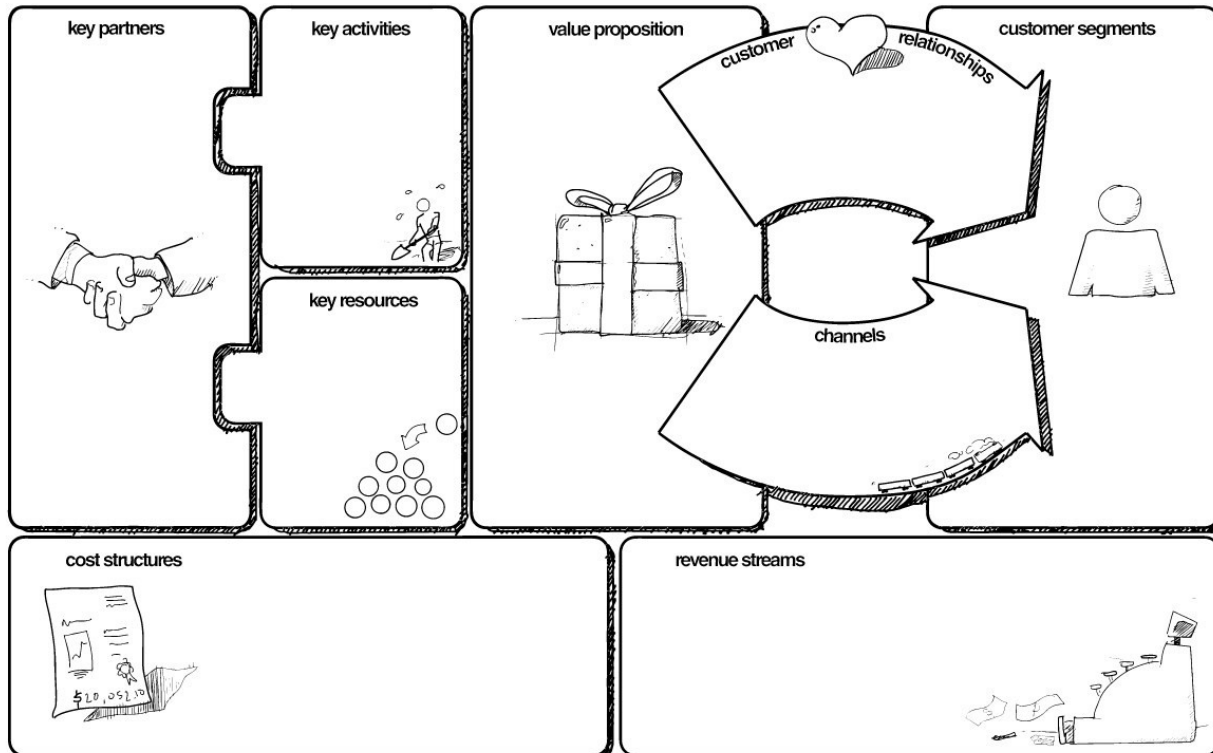 key partners
key activities
value proposition
customer relationships
customer segments
key resources
channels
cost structures
$20,052.10
revenue streams